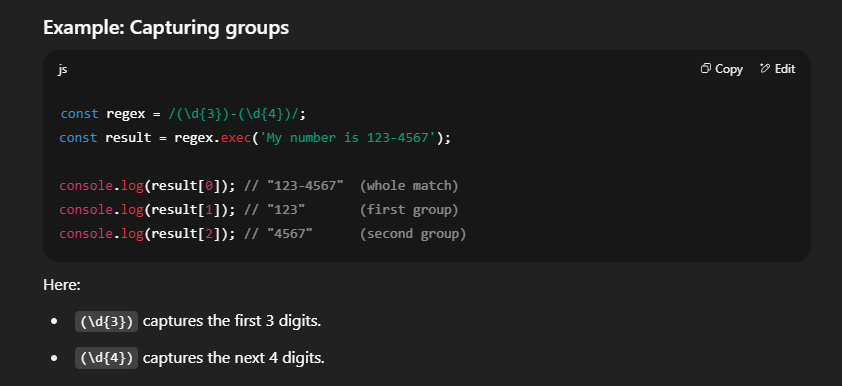 Example: Capturing groups
js
Copy Edit
const regex = /(\d{3})-(\d{4})/;
const result = regex.exec('My number is 123-4567');
console.log(result[0]); // "123-4567"  (whole match)
console.log(result[1]); // "123"       (first group)
console.log(result[2]); // "4567"      (second group)
Here:
• (\d{3}) captures the first 3 digits.
• (\d{4}) captures the next 4 digits.